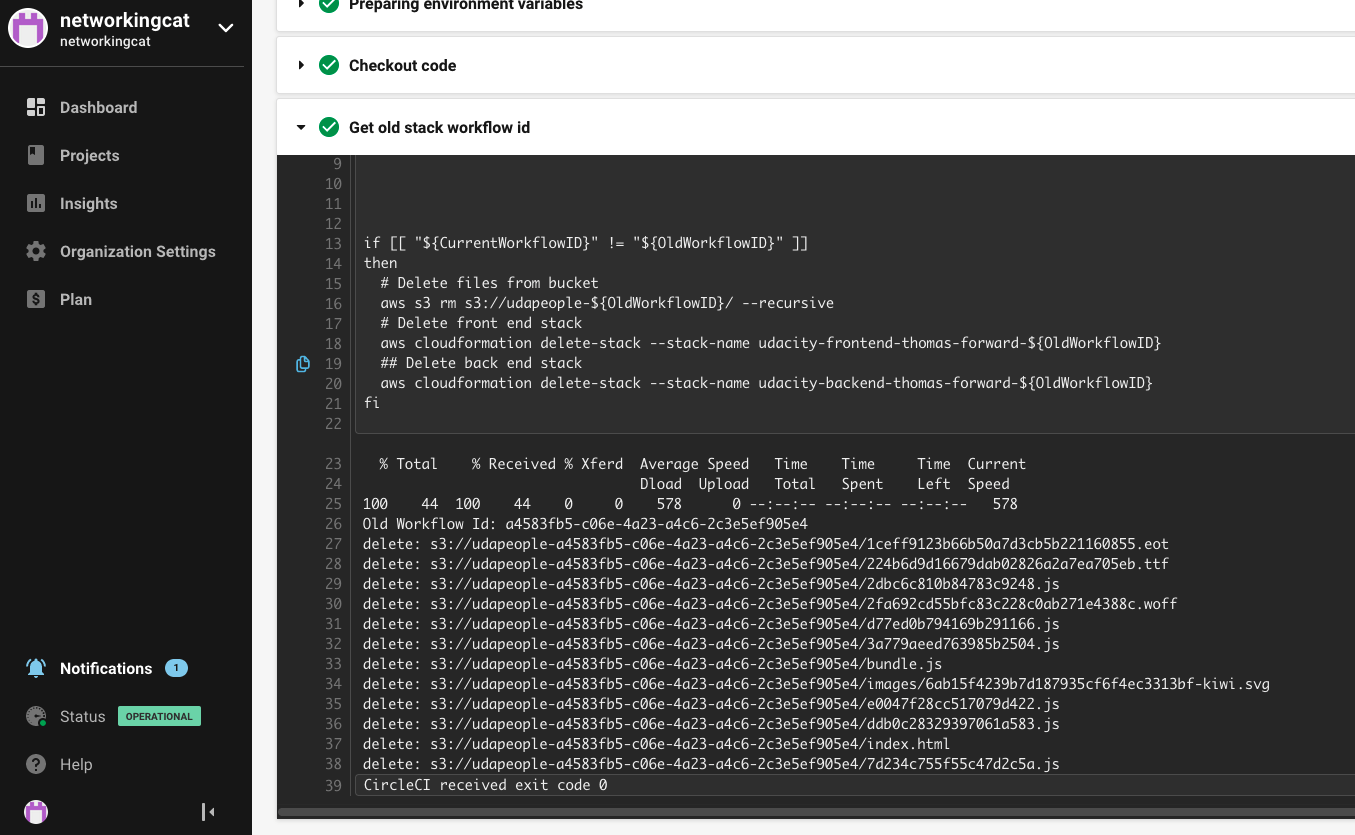 networkingcat
networkingcat
Dashboard
Projects
Insights
Organization Settings
Plan
Notifications 1
Status OPERATIONAL
Help
Preparing environment variables
Checkout code
Get old stack workflow id
9
10
11
12
13 if [[ "${CurrentWorkflowID}" != "${OldWorkflowID}" ]]
14 then
15 # Delete files from bucket
16 aws s3 rm s3://udapeople-${OldWorkflowID}/ --recursive
17 # Delete front end stack
18 aws cloudformation delete-stack --stack-name udacity-frontend-thomas-forward-${OldWorkflowID}
19 ## Delete back end stack
20 aws cloudformation delete-stack --stack-name udacity-backend-thomas-forward-${OldWorkflowID}
21 fi
22
23 % Total % Received % Xferd Average Speed Time Time Time Current
24 Dload Upload Total Spent Left Speed
25 100 44 100 44 0 0 578 0 --:--:-- --:--:-- --:--:-- 578
26 Old Workflow Id: a4583fb5-c06e-4a23-a4c6-2c3e5ef905e4
27 delete: s3://udapeople-a4583fb5-c06e-4a23-a4c6-2c3e5ef905e4/1ceff9123b66b50a7d3cb5b221160855.eot
28 delete: s3://udapeople-a4583fb5-c06e-4a23-a4c6-2c3e5ef905e4/224b6d9d16679dab02826a2a7ea705eb.ttf
29 delete: s3://udapeople-a4583fb5-c06e-4a23-a4c6-2c3e5ef905e4/2dbc6c810b84783c9248.js
30 delete: s3://udapeople-a4583fb5-c06e-4a23-a4c6-2c3e5ef905e4/2fa692cd55bfc83c228c0ab271e4388c.woff
31 delete: s3://udapeople-a4583fb5-c06e-4a23-a4c6-2c3e5ef905e4/d77ed0b794169b291166.js
32 delete: s3://udapeople-a4583fb5-c06e-4a23-a4c6-2c3e5ef905e4/3a779aeed763985b2504.js
33 delete: s3://udapeople-a4583fb5-c06e-4a23-a4c6-2c3e5ef905e4/bundle.js
34 delete: s3://udapeople-a4583fb5-c06e-4a23-a4c6-2c3e5ef905e4/images/6ab15f4239b7d187935cf6f4ec3313bf-kiwi.svg
35 delete: s3://udapeople-a4583fb5-c06e-4a23-a4c6-2c3e5ef905e4/e0047f28cc517079d422.js
36 delete: s3://udapeople-a4583fb5-c06e-4a23-a4c6-2c3e5ef905e4/ddb0c28329397061a583.js
37 delete: s3://udapeople-a4583fb5-c06e-4a23-a4c6-2c3e5ef905e4/index.html
38 delete: s3://udapeople-a4583fb5-c06e-4a23-a4c6-2c3e5ef905e4/7d234c755f55c47d2c5a.js
39 CircleCI received exit code 0